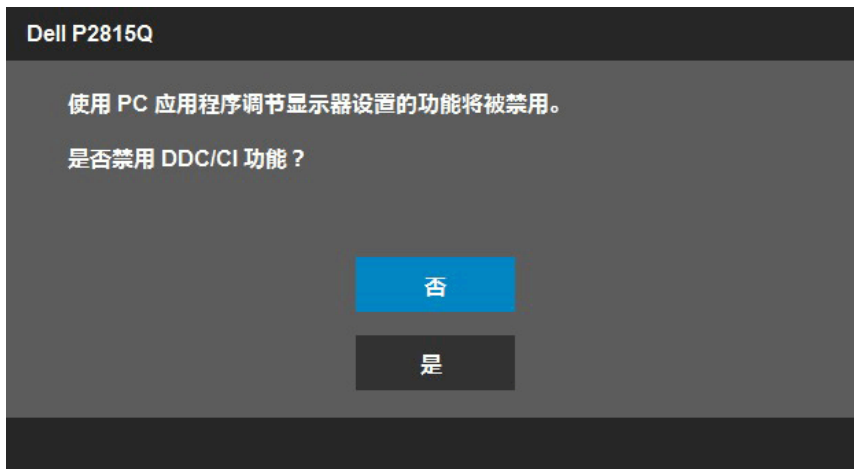 Dell P2815Q
使用 PC 应用程序调节显示器设置的功能将被禁用。
是否禁用 DDC/CI 功能？
否
是